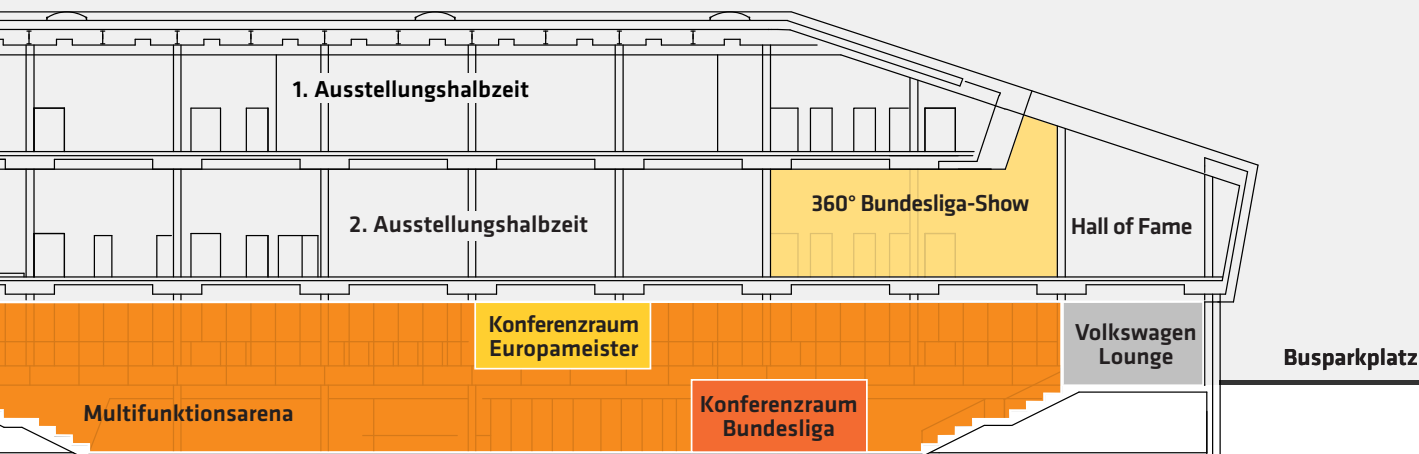 1. Ausstellungshalbzeit
360° Bundesliga-Show
2. Ausstellungshalbzeit
Hall of Fame
Konferenzraum
Europameister
Volkswagen
Lounge
Busparkplatz
Multifunktionsarena
Konferenzraum
Bundesliga